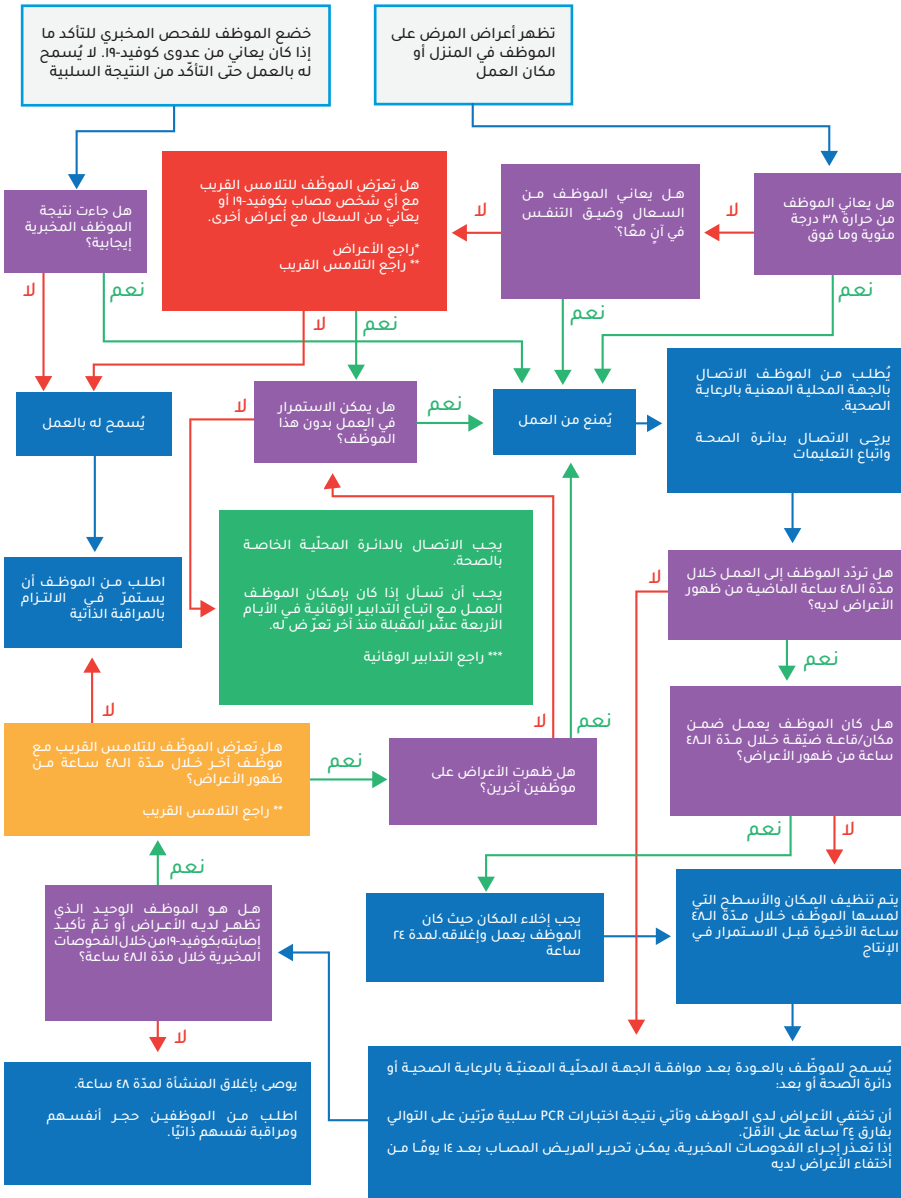 تظهر أعراض المرض على
الموظف في المنزل أو
مكان العمل
خضع الموظف للفحص المخبري للتأكد ما
إذا كان يعاني من عدوى كوفيد-١٩. لا يُسمح
له بالعمل حتى التأكّد من النتيجة السلبية
هل يعاني الموظف
من حرارة ٣٨ درجة
مئوية وما فوق
لا
نعم
هل يعاني الموظف من
السعال وضيق التنفس
في آنٍ معًا؟*
لا
نعم
هل تعرّض الموظّف للتلامس القريب
مع أي شخص مصاب بكوفيد-١٩ أو
يعاني من السعال مع أعراض أخرى.
*راجع الأعراض
** راجع التلامس القريب
لا
نعم
هل جاءت نتيجة
الموظف المخبرية
إيجابية؟
لا
نعم
يُطلب من الموظف الاتصال
بالجهة المحلية المعنية بالرعاية
الصحية.
يرجى الاتصال بدائرة الصحة
واتّباع التعليمات
يُمنع من العمل
نعم
هل يمكن الاستمرار
في العمل بدون هذا
الموظف؟
لا
يُسمح له بالعمل
يجب الاتصال بالدائرة المحلّية الخاصة
بالصحة.
يجب أن تسأل إذا كان بإمكان الموظف
العمل مع اتباع التدابير الوقائية في الأيام
الأربعة عشر المقبلة منذ آخر تعرّض له.
*** راجع التدابير الوقائية
اطلب من الموظف أن
يستمرّ في الالتزام
بالمراقبة الذاتية
هل تردّد الموظف إلى العمل خلال
مدّة الـ٤٨ ساعة الماضية من ظهور
الأعراض لديه؟
لا
نعم
هل كان الموظف يعمل ضمن
مكان/قاعة ضيّقة خلال مدّة الـ٤٨
ساعة من ظهور الأعراض؟
نعم
لا
هل ظهرت الأعراض على
موظّفين آخرين؟
نعم
لا
هل تعرّض الموظّف للتلامس القريب مع
موظّف آخر خلال مدّة الـ٤٨ ساعة من
ظهور الأعراض؟
** راجع التلامس القريب
لا
نعم
يتم تنظيف المكان والأسطح التي
لمسها الموظّف خلال مدّة الـ٤٨
ساعة الأخيرة قبل الاستمرار في
الإنتاج
يجب إخلاء المكان حيث كان
الموظف يعمل وإغلاقه.لمدة ٢٤
ساعة
هل هو الموظف الوحيد الذي
تظهر لديه الأعراض أو تمّ تأكيد
إصابته بكوفيد-١٩ من خلال الفحوصات
المخبرية خلال مدّة الـ٤٨ ساعة؟
نعم
لا
يُسمح للموظّف بالعودة بعد موافقة الجهة المحلّية المعنيّة بالرعاية الصحية أو
دائرة الصحة أو بعد:
أن تختفي الأعراض لدى الموظف وتأتي نتيجة اختبارات PCR سلبية مرّتين على التوالي
بفارق ٢٤ ساعة على الأقلّ.
إذا تعذّر إجراء الفحوصات المخبرية، يمكن تحرير المريض المصاب بعد ١٤ يومًا من
اختفاء الأعراض لديه
يوصى بإغلاق المنشأة لمدّة ٤٨ ساعة.
اطلب من الموظفين حجر أنفسهم
ومراقبة نفسهم ذاتيًا.